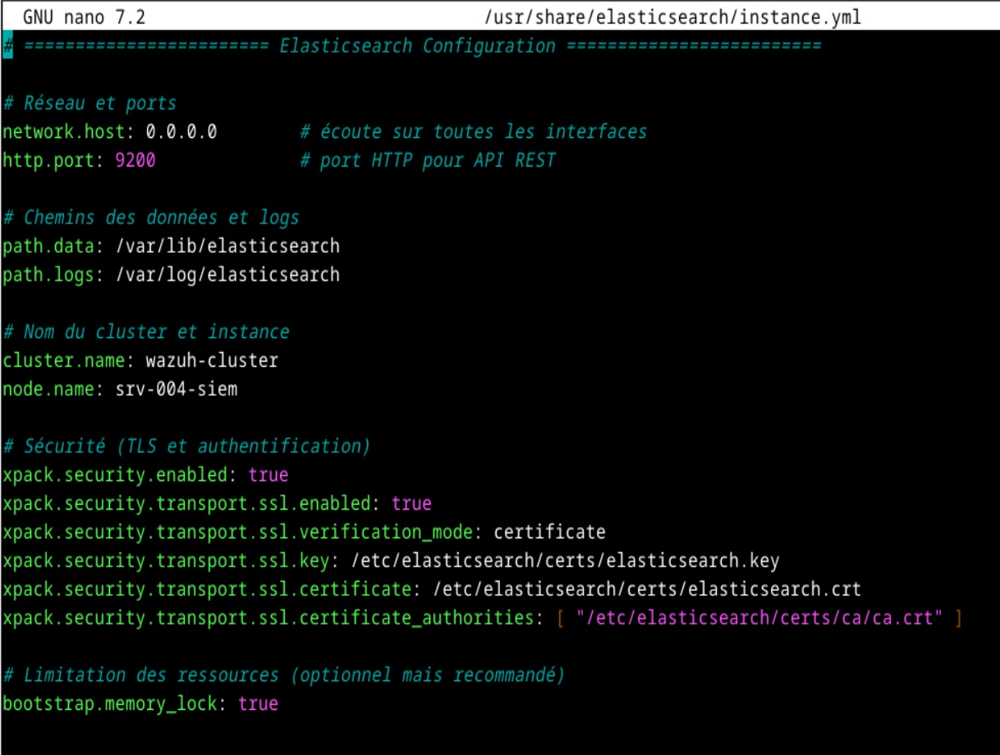 GNU nano 7.2 /usr/share/elasticsearch/instance.yml
# ======================== Elasticsearch Configuration =========================
# Réseau et ports
network.host: 0.0.0.0 # écoute sur toutes les interfaces
http.port: 9200 # port HTTP pour API REST
# Chemins des données et logs
path.data: /var/lib/elasticsearch
path.logs: /var/log/elasticsearch
# Nom du cluster et instance
cluster.name: wazuh-cluster
node.name: srv-004-siem
# Sécurité (TLS et authentification)
xpack.security.enabled: true
xpack.security.transport.ssl.enabled: true
xpack.security.transport.ssl.verification_mode: certificate
xpack.security.transport.ssl.key: /etc/elasticsearch/certs/elasticsearch.key
xpack.security.transport.ssl.certificate: /etc/elasticsearch/certs/elasticsearch.crt
xpack.security.transport.ssl.certificate_authorities: [ "/etc/elasticsearch/certs/ca/ca.crt" ]
# Limitation des ressources (optionnel mais recommandé)
bootstrap.memory_lock: true